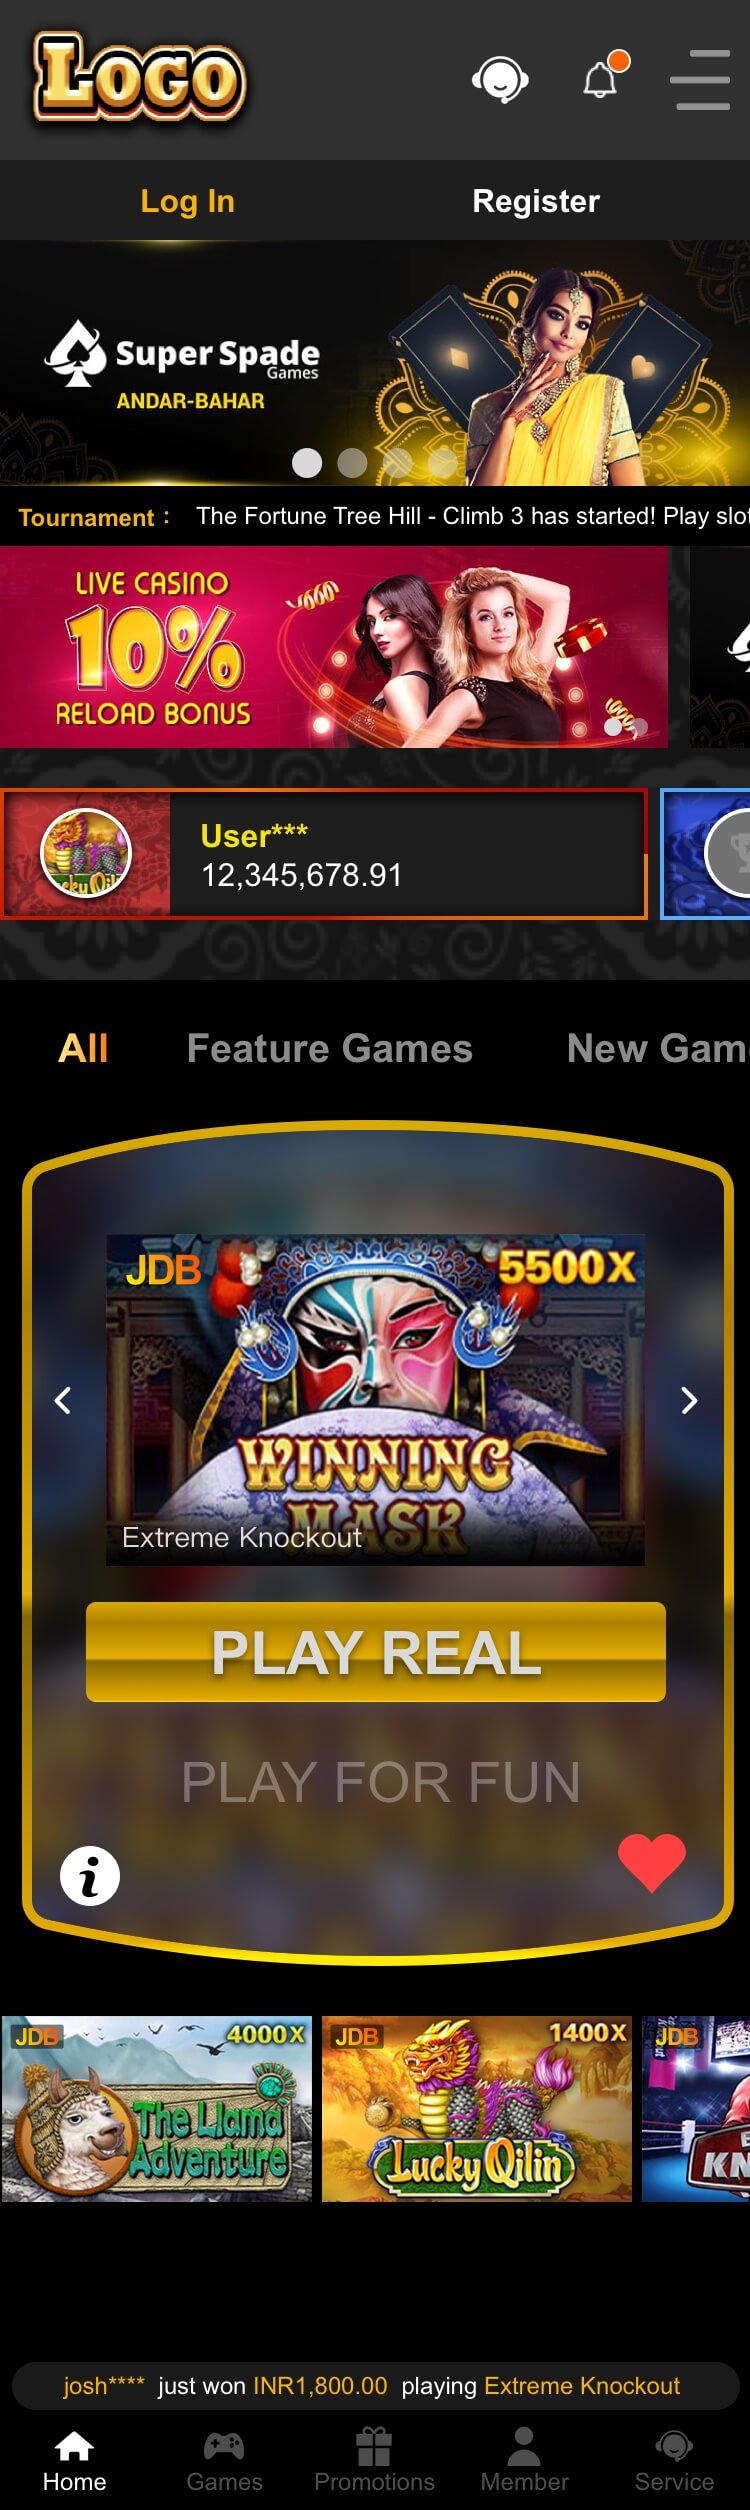 LOGO
Log In
Register
Super Spade
Games
ANDAR-BAHAR
Tournament :
The Fortune Tree Hill - Climb 3 has started! Play slot
LIVE CASINO
10%
RELOAD BONUS
User***
12,345,678.91
All
Feature Games
New Gam
JDB
5500X
WINNING
MASK
Extreme Knockout
PLAY REAL
PLAY FOR FUN
i
JDB
4000X
The Llama
Adventure
JDB
1400X
Lucky Qilin
JDB
KN
josh**** just won INR1,800.00 playing Extreme Knockout
Home
Games
Promotions
Member
Service